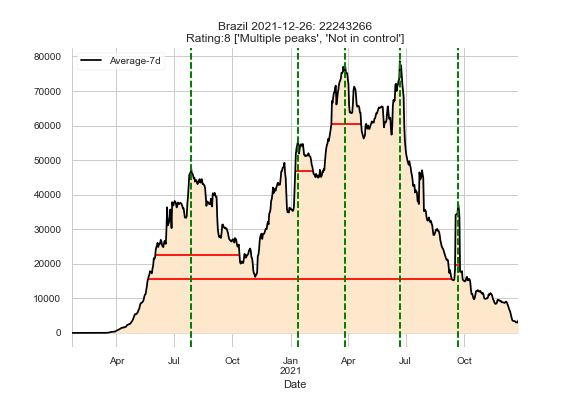 Brazil 2021-12-26: 22243266
Rating:8 ['Multiple peaks', 'Not in control']
Average-7d
80000
70000
60000
50000
40000
30000
20000
10000
0
Apr Jul Oct Jan Apr Jul Oct
2021
Date